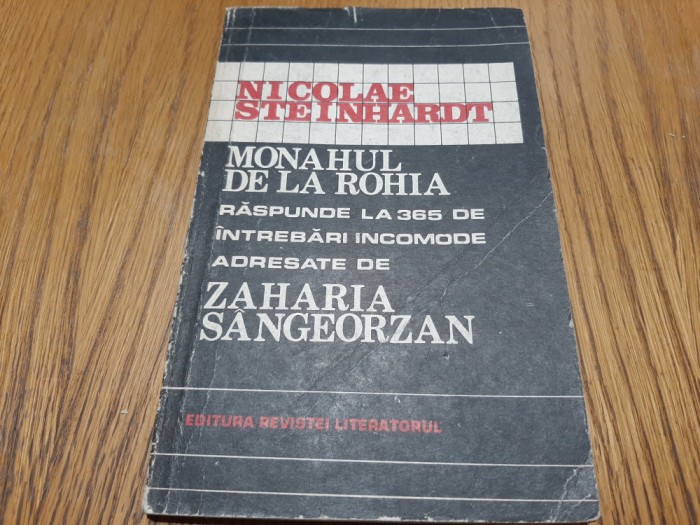 NICOLAE
STEINHARDT
MONAHUL
DE LA ROHIA
RĂSPUNDE LA 365 DE
ÎNTREBĂRI INCOMODE
ADRESATE DE
ZAHARIA
SÂNGEORZAN
EDITURA REVISTEI LITERATORUL